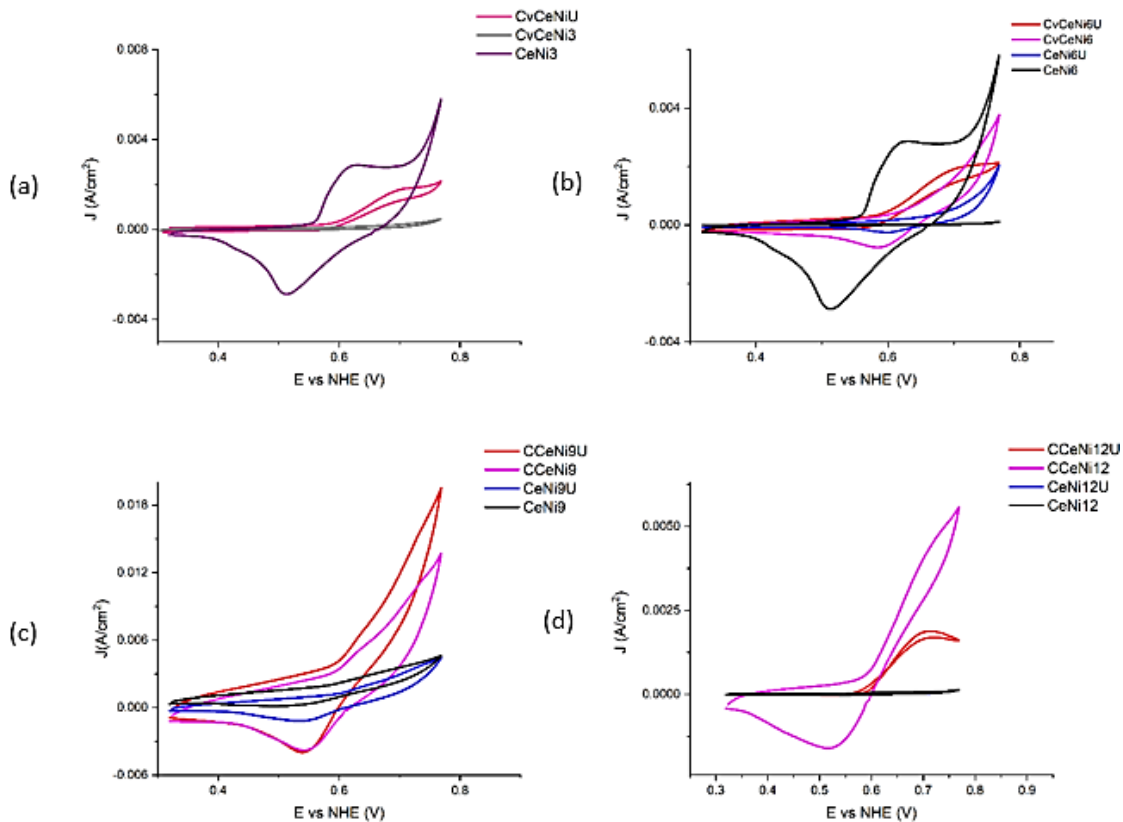 CvCeNiU
CvCeNi3
CeNi3
0.008
0.004
0.000
-0.004
J (A/cm²)
0.4 0.6 0.8
E vs NHE (V)
(a)
CvCeNi6U
CvCeNi6
CeNi6U
CeNi6
0.004
0.000
-0.004
J (A/cm²)
0.4 0.5 0.6 0.7 0.8
E vs NHE (V)
(b)
CCeNi9U
CCeNi9
CeNi9U
CeNi9
0.018
0.012
0.006
0.000
-0.006
J(A/cm²)
0.4 0.6 0.8
E vs NHE (V)
(c)
CCeNi12U
CCeNi12
CeNi12U
CeNi12
0.0050
0.0025
0.0000
J (A/cm²)
0.3 0.4 0.5 0.6 0.7 0.8 0.9
E vs NHE (V)
(d)